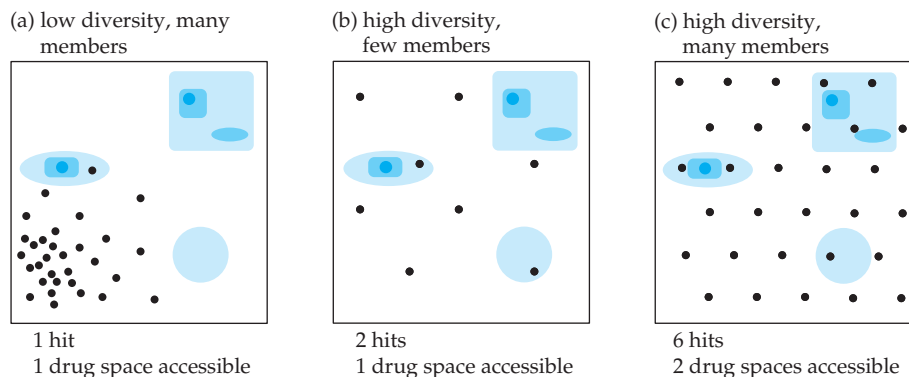 (a) low diversity, many
members
(b) high diversity,
few members
(c) high diversity,
many members
1 hit
1 drug space accessible
2 hits
1 drug space accessible
6 hits
2 drug spaces accessible